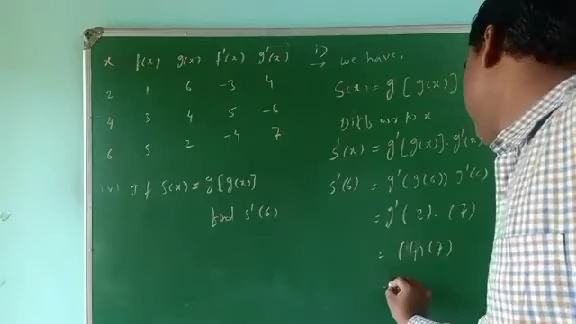 x f(x) g(x) f'(x) g'(x)
2 1 6 -3 4
4 3 4 5 -6
6 5 2 -4 7
iv) If S(x) = g[g(x)]
find s'(6)
i>
→ we have,
S(x) = g[g(x)]
Diff w.r. to x
S'(x) = g'[g(x)]. g'(x)
S'(6) = g'(g(6)) g'(6)
= g'(2). (7)
= (4)(7)